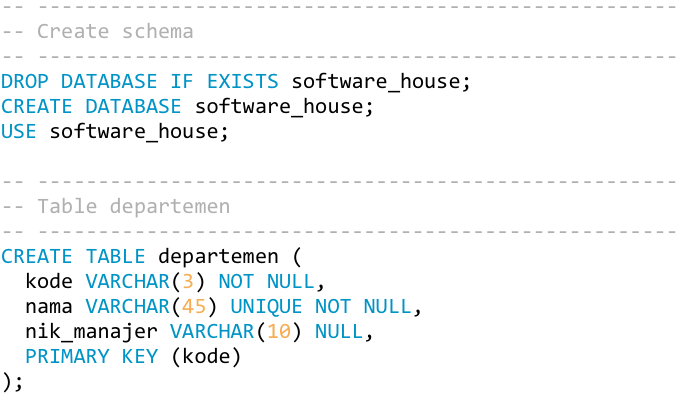 -- -----------------------------------------------------
-- Create schema
-- -----------------------------------------------------
DROP DATABASE IF EXISTS software_house;
CREATE DATABASE software_house;
USE software_house;

-- -----------------------------------------------------
-- Table departemen
-- -----------------------------------------------------
CREATE TABLE departemen (
  kode VARCHAR(3) NOT NULL,
  nama VARCHAR(45) UNIQUE NOT NULL,
  nik_manajer VARCHAR(10) NULL,
  PRIMARY KEY (kode)
);